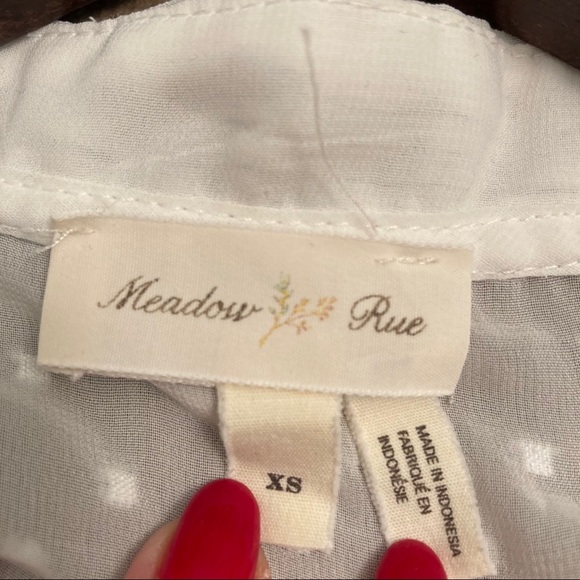 Meadow Rue
XS
MADE IN INDONESIA
FABRIQUÉ EN
INDONÉSIE